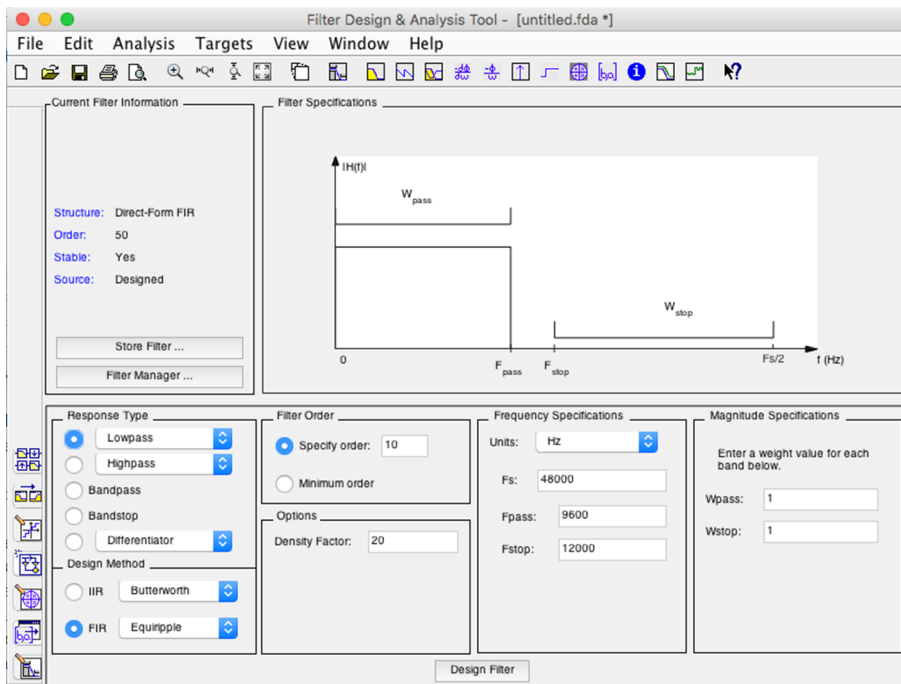 Filter Design & Analysis Tool - [untitled.fda *]
File Edit Analysis Targets View Window Help
[b,a]
i
?
Current Filter Information
Structure: Direct-Form FIR
Order: 50
Stable: Yes
Source: Designed
Store Filter ...
Filter Manager ...
Filter Specifications
|H(f)|
Wpass
Wstop
0
Fpass
Fstop
Fs/2
f (Hz)
Response Type
Lowpass
Highpass
Bandpass
Bandstop
Differentiator
Design Method
IIR Butterworth
FIR Equiripple
Filter Order
Specify order: 10
Minimum order
Options
Density Factor: 20
Frequency Specifications
Units: Hz
Fs: 48000
Fpass: 9600
Fstop: 12000
Magnitude Specifications
Enter a weight value for each
band below.
Wpass: 1
Wstop: 1
Design Filter